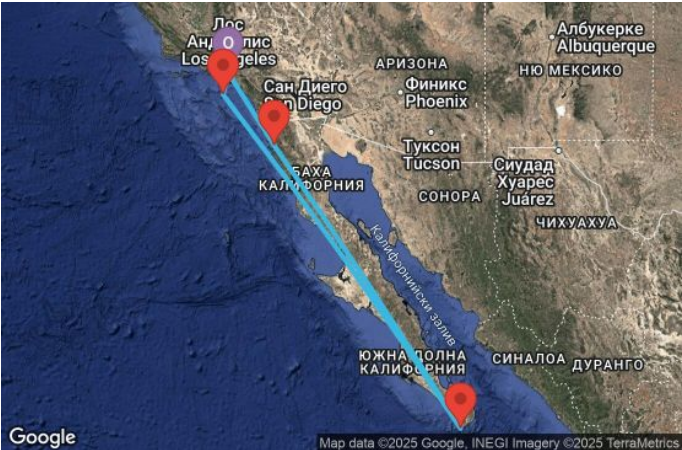 Лос
Анджелис
Los Angeles
O
Сан Диего
San Diego
АРИЗОНА
Финикс
Phoenix
Албукерке
Albuquerque
НЮ МЕКСИКО
Тусон
Tucson
Сиудад
Хуарес
Juárez
БАХА
КАЛИФОРНИЯ
СОНОРА
ЧИХУАХУА
Калифорнийски залив
ЮЖНА ДОЛНА
КАЛИФОРНИЯ
СИНАЛОА
ДУРАНГО
Google
Map data ©2025 Google, INEGI Imagery ©2025 TerraMetrics